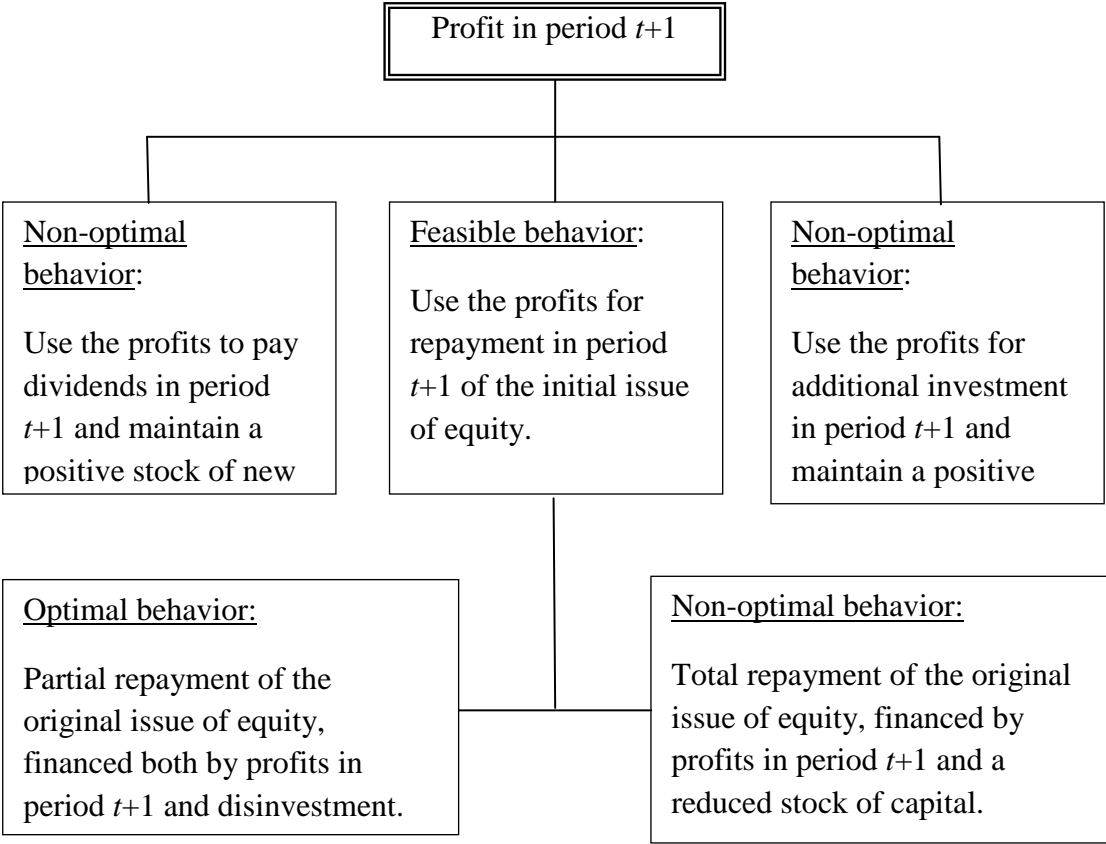 Profit in period t+1
Non-optimal
behavior:
Use the profits to pay
dividends in period
t+1 and maintain a
positive stock of new
Feasible behavior:
Use the profits for
repayment in period
t+1 of the initial issue
of equity.
Non-optimal
behavior:
Use the profits for
additional investment
in period t+1 and
maintain a positive
Optimal behavior:
Partial repayment of the
original issue of equity,
financed both by profits in
period t+1 and disinvestment.
Non-optimal behavior:
Total repayment of the original
issue of equity, financed by
profits in period t+1 and a
reduced stock of capital.